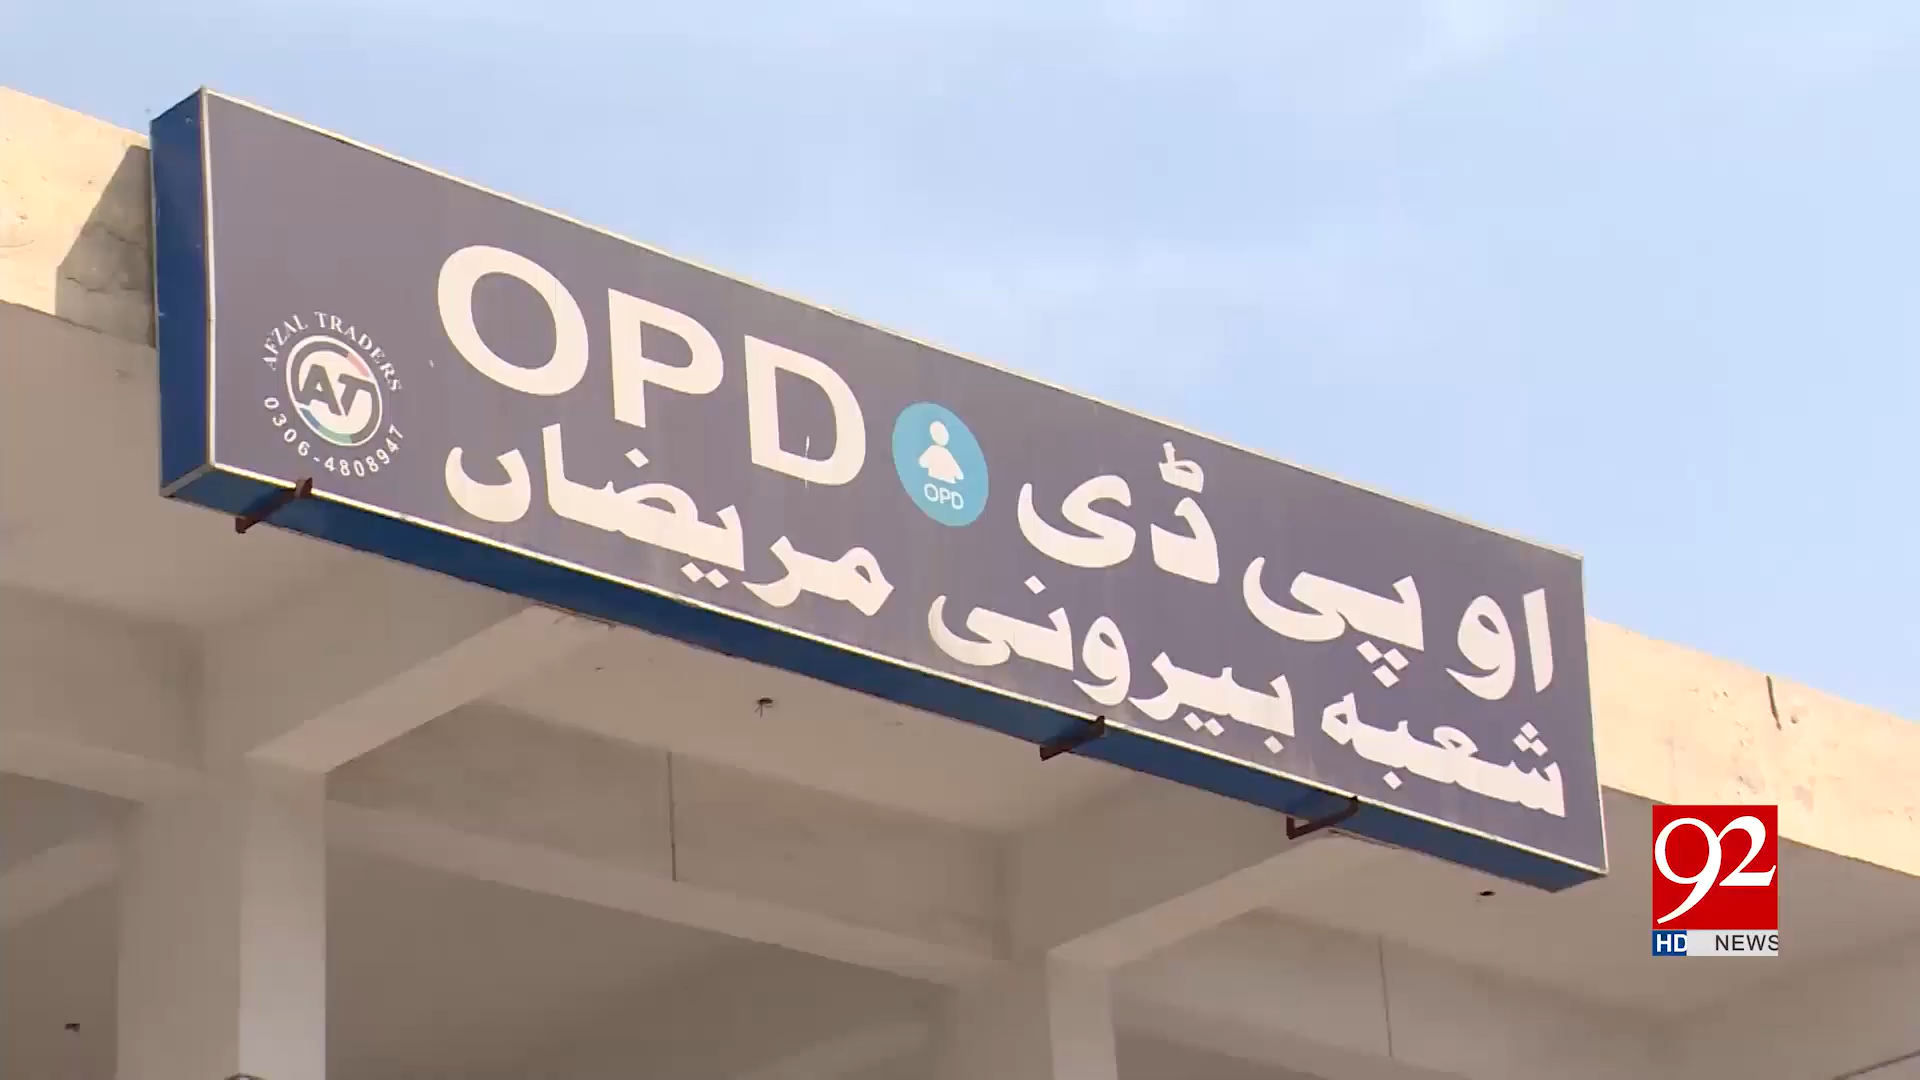 OPD
او پی ڈی
OPD
شعبہ بیرونی مریضاں
AFZAL TRADERS
AT
0306-4808947
92
HD NEWS